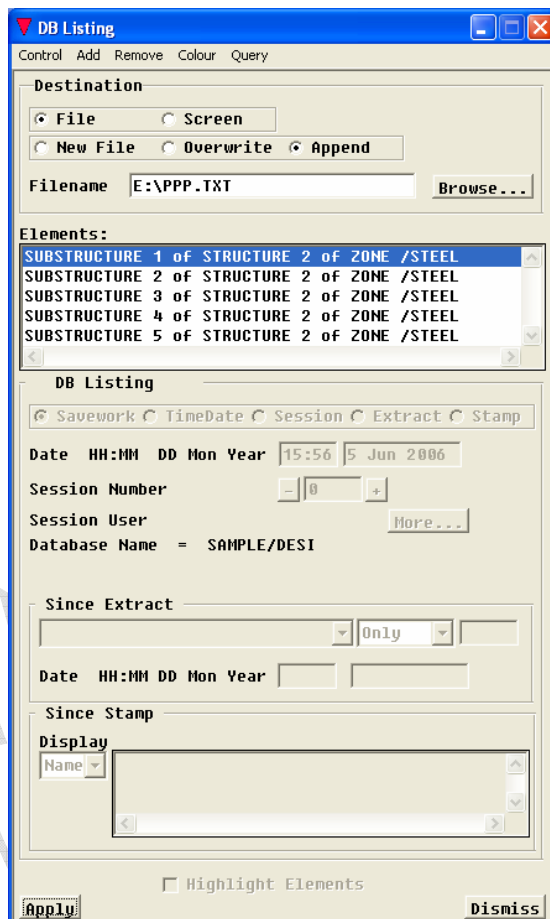 DB Listing
Control Add Remove Colour Query
Destination
File Screen
New File Overwrite Append
Filename E:\PPP.TXT Browse...
Elements:
SUBSTRUCTURE 1 of STRUCTURE 2 of ZONE /STEEL
SUBSTRUCTURE 2 of STRUCTURE 2 of ZONE /STEEL
SUBSTRUCTURE 3 of STRUCTURE 2 of ZONE /STEEL
SUBSTRUCTURE 4 of STRUCTURE 2 of ZONE /STEEL
SUBSTRUCTURE 5 of STRUCTURE 2 of ZONE /STEEL
DB Listing
Savework TimeDate Session Extract Stamp
Date HH:MM DD Mon Year 15:56 5 Jun 2006
Session Number - 0 +
Session User More...
Database Name = SAMPLE/DESI
Since Extract
Only
Date HH:MM DD Mon Year
Since Stamp
Display
Name
Highlight Elements
Apply Dismiss